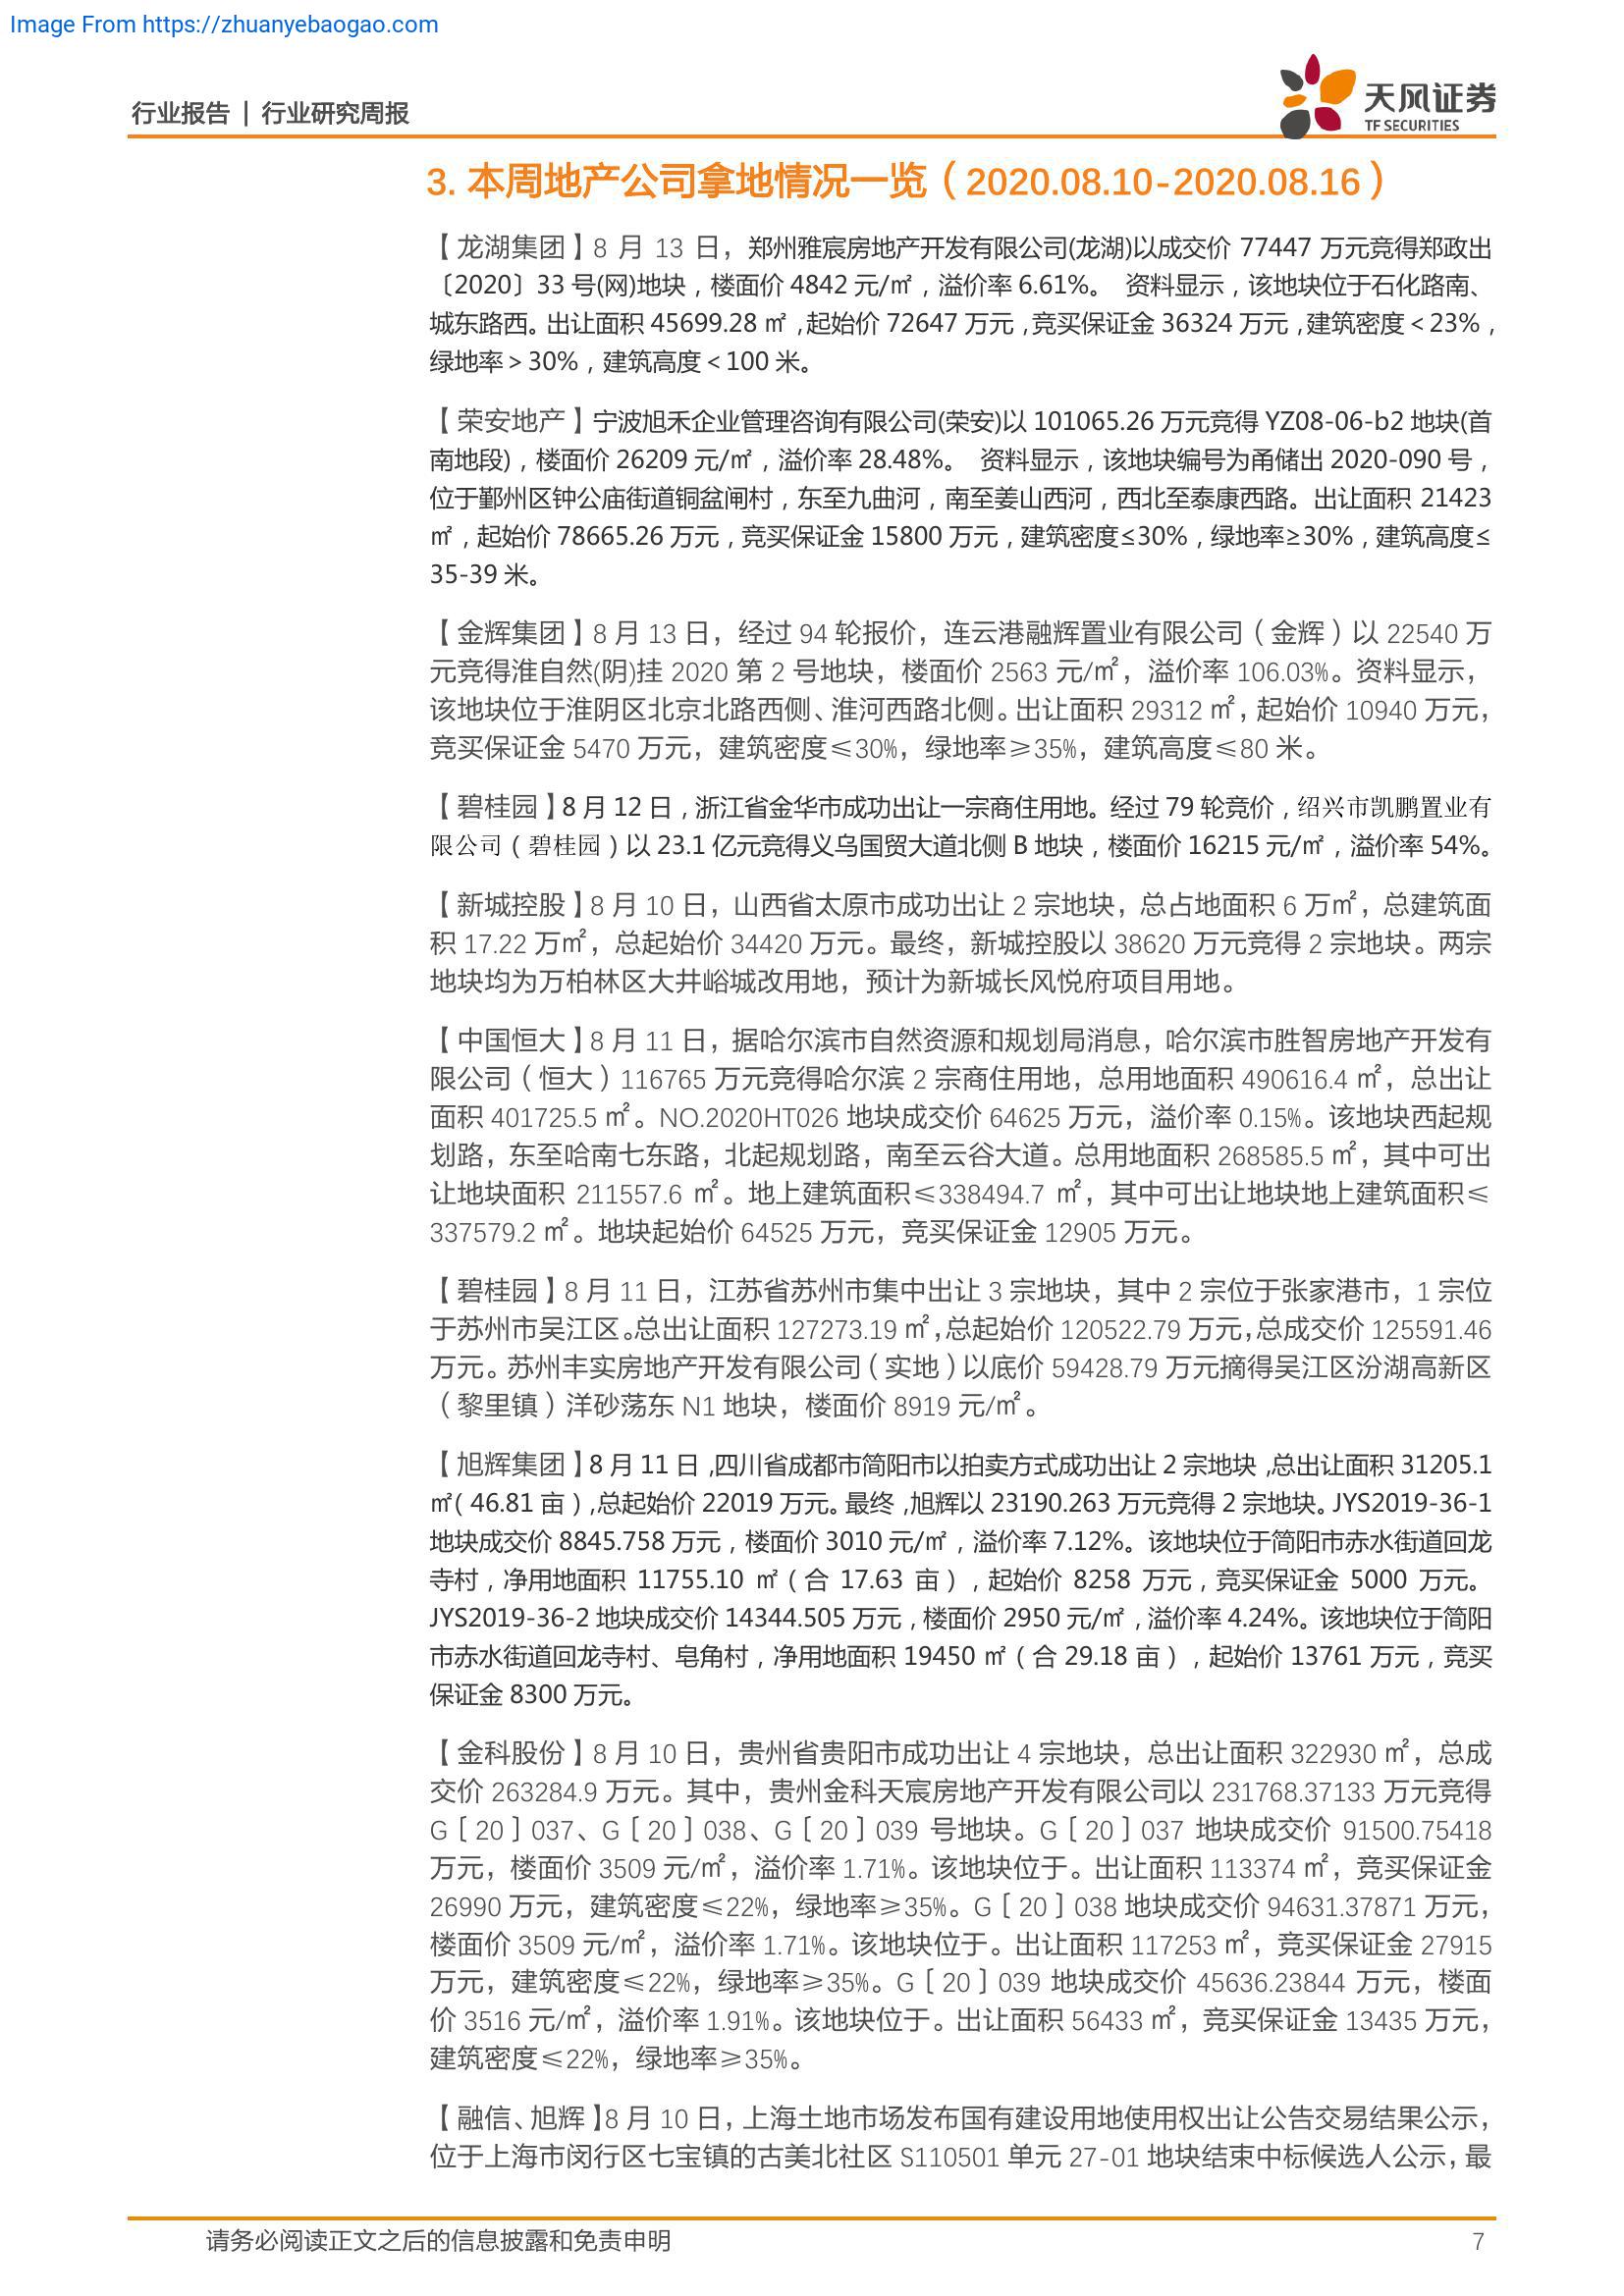 Image From https://zhuanyebaogao.com
行业报告 | 行业研究周报
天风证券
TF SECURITIES
3. 本周地产公司拿地情况一览（2020.08.10-2020.08.16）
【龙湖集团】8 月 13 日，郑州雅宸房地产开发有限公司(龙湖)以成交价 77447 万元竞得郑政出
〔2020〕33 号(网)地块，楼面价 4842 元/㎡，溢价率 6.61%。 资料显示，该地块位于石化路南、
城东路西。出让面积 45699.28 ㎡，起始价 72647 万元，竞买保证金 36324 万元，建筑密度＜23%，
绿地率＞30%，建筑高度＜100 米。
【荣安地产】宁波旭禾企业管理咨询有限公司(荣安)以 101065.26 万元竞得 YZ08-06-b2 地块(首
南地段)，楼面价 26209 元/㎡，溢价率 28.48%。 资料显示，该地块编号为甬储出 2020-090 号，
位于鄞州区钟公庙街道铜盆闸村，东至九曲河，南至姜山西河，西北至泰康西路。出让面积 21423
㎡，起始价 78665.26 万元，竞买保证金 15800 万元，建筑密度≤30%，绿地率≥30%，建筑高度≤
35-39 米。
【金辉集团】8 月 13 日，经过 94 轮报价，连云港融辉置业有限公司（金辉）以 22540 万
元竞得淮自然(阴)挂 2020 第 2 号地块，楼面价 2563 元/㎡，溢价率 106.03%。资料显示，
该地块位于淮阴区北京北路西侧、淮河西路北侧。出让面积 29312 ㎡，起始价 10940 万元，
竞买保证金 5470 万元，建筑密度≤30%，绿地率≥35%，建筑高度≤80 米。
【碧桂园】8 月 12 日，浙江省金华市成功出让一宗商住用地。经过 79 轮竞价，绍兴市凯鹏置业有
限公司（碧桂园）以 23.1 亿元竞得义乌国贸大道北侧 B 地块，楼面价 16215 元/㎡，溢价率 54%。
【新城控股】8 月 10 日，山西省太原市成功出让 2 宗地块，总占地面积 6 万㎡，总建筑面
积 17.22 万㎡，总起始价 34420 万元。最终，新城控股以 38620 万元竞得 2 宗地块。两宗
地块均为万柏林区大井峪城改用地，预计为新城长风悦府项目用地。
【中国恒大】8 月 11 日，据哈尔滨市自然资源和规划局消息，哈尔滨市胜智房地产开发有
限公司（恒大）116765 万元竞得哈尔滨 2 宗商住用地，总用地面积 490616.4 ㎡，总出让
面积 401725.5 ㎡。NO.2020HT026 地块成交价 64625 万元，溢价率 0.15%。该地块西起规
划路，东至哈南七东路，北起规划路，南至云谷大道。总用地面积 268585.5 ㎡，其中可出
让地块面积 211557.6 ㎡。地上建筑面积≤338494.7 ㎡，其中可出让地块地上建筑面积≤
337579.2 ㎡。地块起始价 64525 万元，竞买保证金 12905 万元。
【碧桂园】8 月 11 日，江苏省苏州市集中出让 3 宗地块，其中 2 宗位于张家港市，1 宗位
于苏州市吴江区。总出让面积 127273.19 ㎡，总起始价 120522.79 万元，总成交价 125591.46
万元。苏州丰实房地产开发有限公司（实地）以底价 59428.79 万元摘得吴江区汾湖高新区
（黎里镇）洋砂荡东 N1 地块，楼面价 8919 元/㎡。
【旭辉集团】8 月 11 日，四川省成都市简阳市以拍卖方式成功出让 2 宗地块，总出让面积 31205.1
㎡（46.81 亩），总起始价 22019 万元。最终，旭辉以 23190.263 万元竞得 2 宗地块。JYS2019-36-1
地块成交价 8845.758 万元，楼面价 3010 元/㎡，溢价率 7.12%。该地块位于简阳市赤水街道回龙
寺村，净用地面积 11755.10 ㎡（合 17.63 亩），起始价 8258 万元，竞买保证金 5000 万元。
JYS2019-36-2 地块成交价 14344.505 万元，楼面价 2950 元/㎡，溢价率 4.24%。该地块位于简阳
市赤水街道回龙寺村、皂角村，净用地面积 19450 ㎡（合 29.18 亩），起始价 13761 万元，竞买
保证金 8300 万元。
【金科股份】8 月 10 日，贵州省贵阳市成功出让 4 宗地块，总出让面积 322930 ㎡，总成
交价 263284.9 万元。其中，贵州金科天宸房地产开发有限公司以 231768.37133 万元竞得
G〔20〕037、G〔20〕038、G〔20〕039 号地块。G〔20〕037 地块成交价 91500.75418
万元，楼面价 3509 元/㎡，溢价率 1.71%。该地块位于。出让面积 113374 ㎡，竞买保证金
26990 万元，建筑密度≤22%，绿地率≥35%。G〔20〕038 地块成交价 94631.37871 万元，
楼面价 3509 元/㎡，溢价率 1.71%。该地块位于。出让面积 117253 ㎡，竞买保证金 27915
万元，建筑密度≤22%，绿地率≥35%。G〔20〕039 地块成交价 45636.23844 万元，楼面
价 3516 元/㎡，溢价率 1.91%。该地块位于。出让面积 56433 ㎡，竞买保证金 13435 万元，
建筑密度≤22%，绿地率≥35%。
【融信、旭辉】8 月 10 日，上海土地市场发布国有建设用地使用权出让公告交易结果公示，
位于上海市闵行区七宝镇的古美北社区 S110501 单元 27-01 地块结束中标候选人公示，最
请务必阅读正文之后的信息披露和免责申明
7